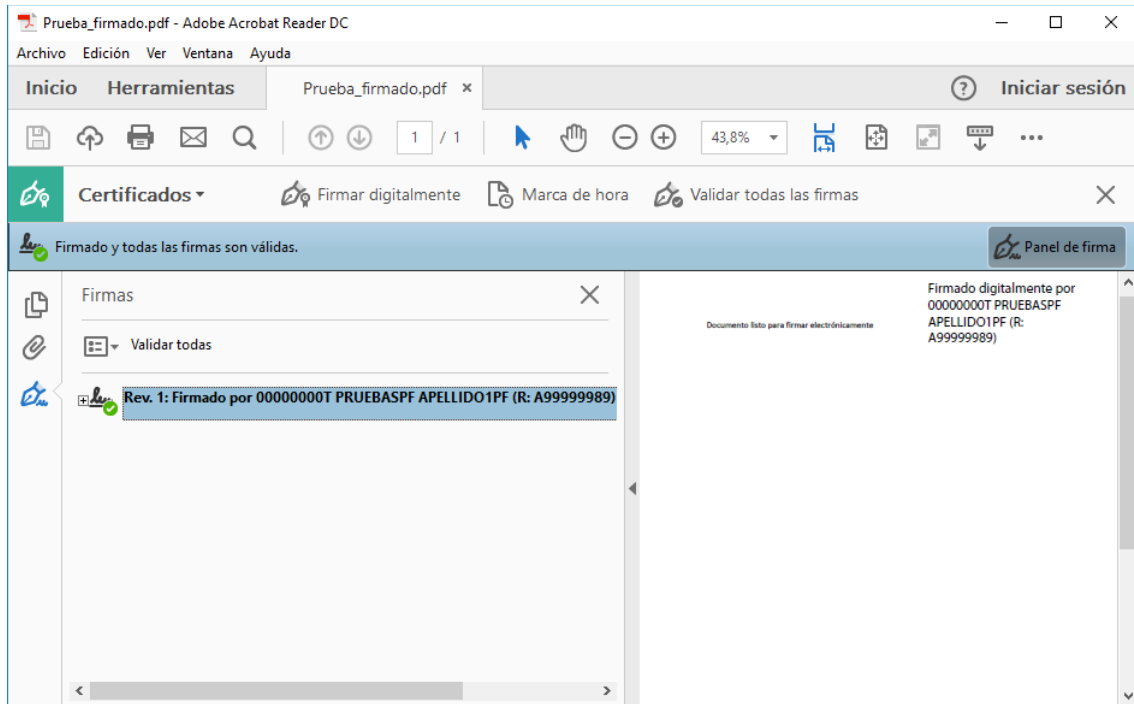 Prueba_firmado.pdf - Adobe Acrobat Reader DC
Archivo Edición Ver Ventana Ayuda
Inicio Herramientas Prueba_firmado.pdf × ? Iniciar sesión
1 / 1 43,8%
Certificados Firmar digitalmente Marca de hora Validar todas las firmas
Firmado y todas las firmas son válidas. Panel de firma
Firmas
Validar todas
Rev. 1: Firmado por 00000000T PRUEBASPF APELLIDO1PF (R: A99999989)
Documento listo para firmar electrónicamente
Firmado digitalmente por
00000000T PRUEBASPF
APELLIDO1PF (R:
A99999989)